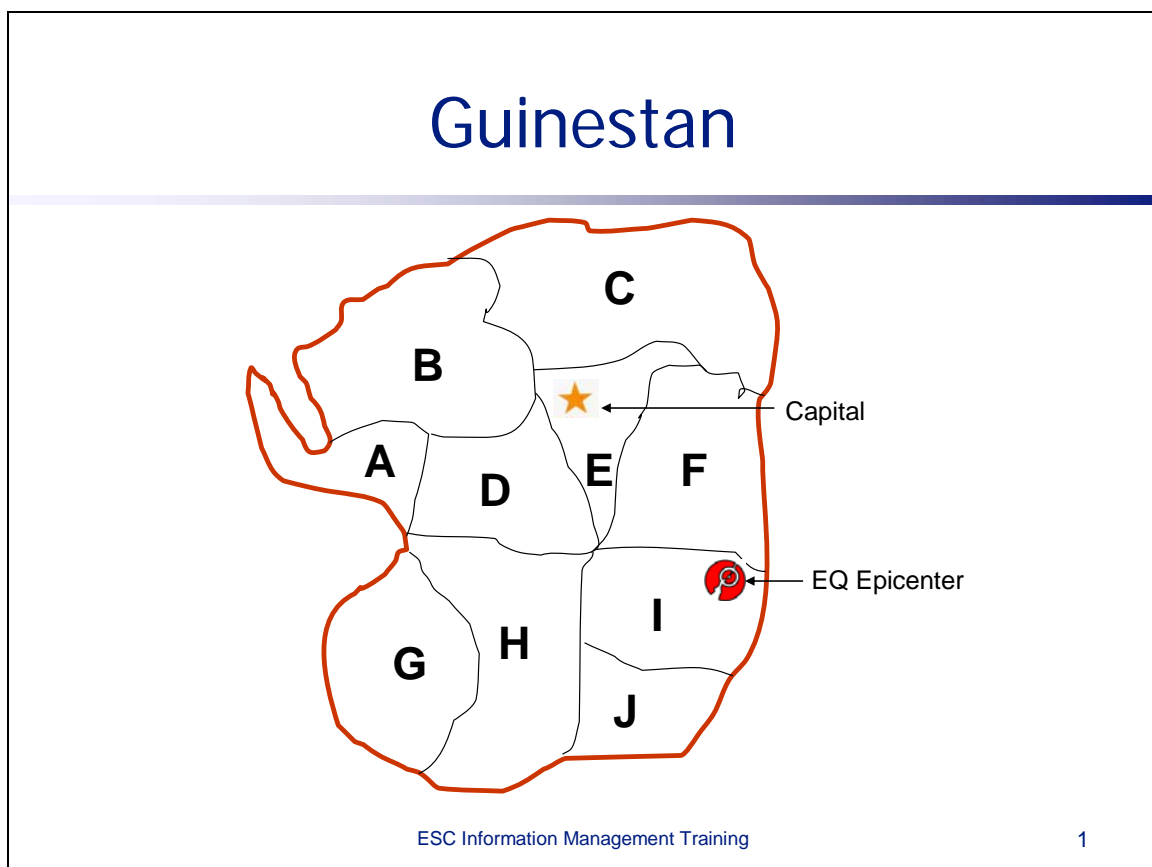 Guinestan
C
B
Capital
A
D
E
F
EQ Epicenter
I
G
H
J
ESC Information Management Training
1